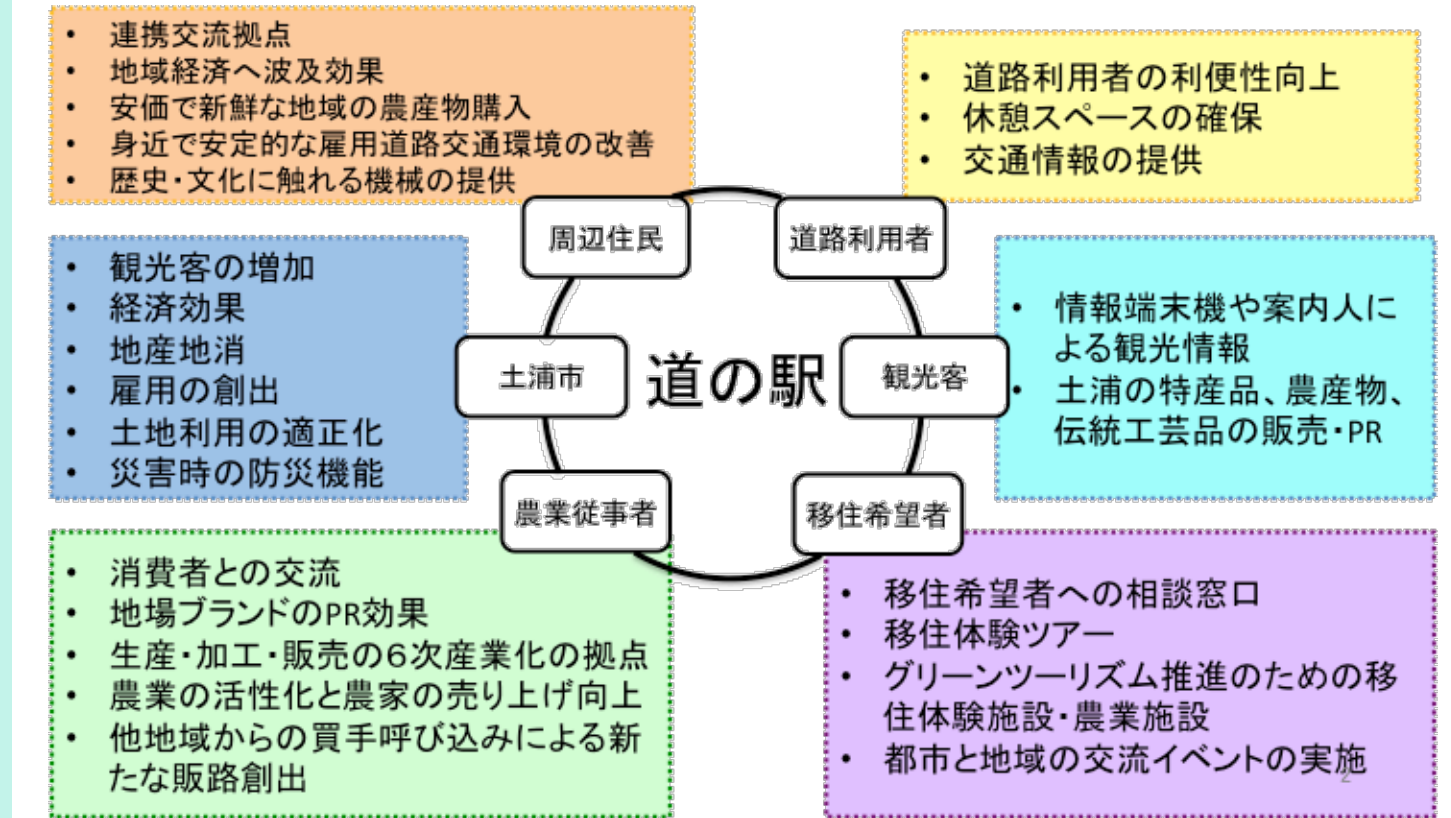 • 連携交流拠点
• 地域経済へ波及効果
• 安価で新鮮な地域の農産物購入
• 身近で安定的な雇用道路交通環境の改善
• 歴史・文化に触れる機械の提供
• 道路利用者の利便性向上
• 休憩スペースの確保
• 交通情報の提供
周辺住民
道路利用者
• 観光客の増加
• 経済効果
• 地産地消
• 雇用の創出
• 土地利用の適正化
• 災害時の防災機能
土浦市
道の駅
観光客
• 情報端末機や案内人に
よる観光情報
• 土浦の特産品、農産物、
伝統工芸品の販売・PR
農業従事者
移住希望者
• 消費者との交流
• 地場ブランドのPR効果
• 生産・加工・販売の６次産業化の拠点
• 農業の活性化と農家の売り上げ向上
• 他地域からの買手呼び込みによる新
たな販路創出
• 移住希望者への相談窓口
• 移住体験ツアー
• グリーンツーリズム推進のための移
住体験施設・農業施設
• 都市と地域の交流イベントの実施
2